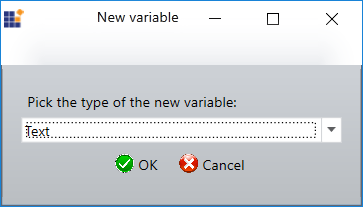 New variable
Pick the type of the new variable:
Text
OK Cancel